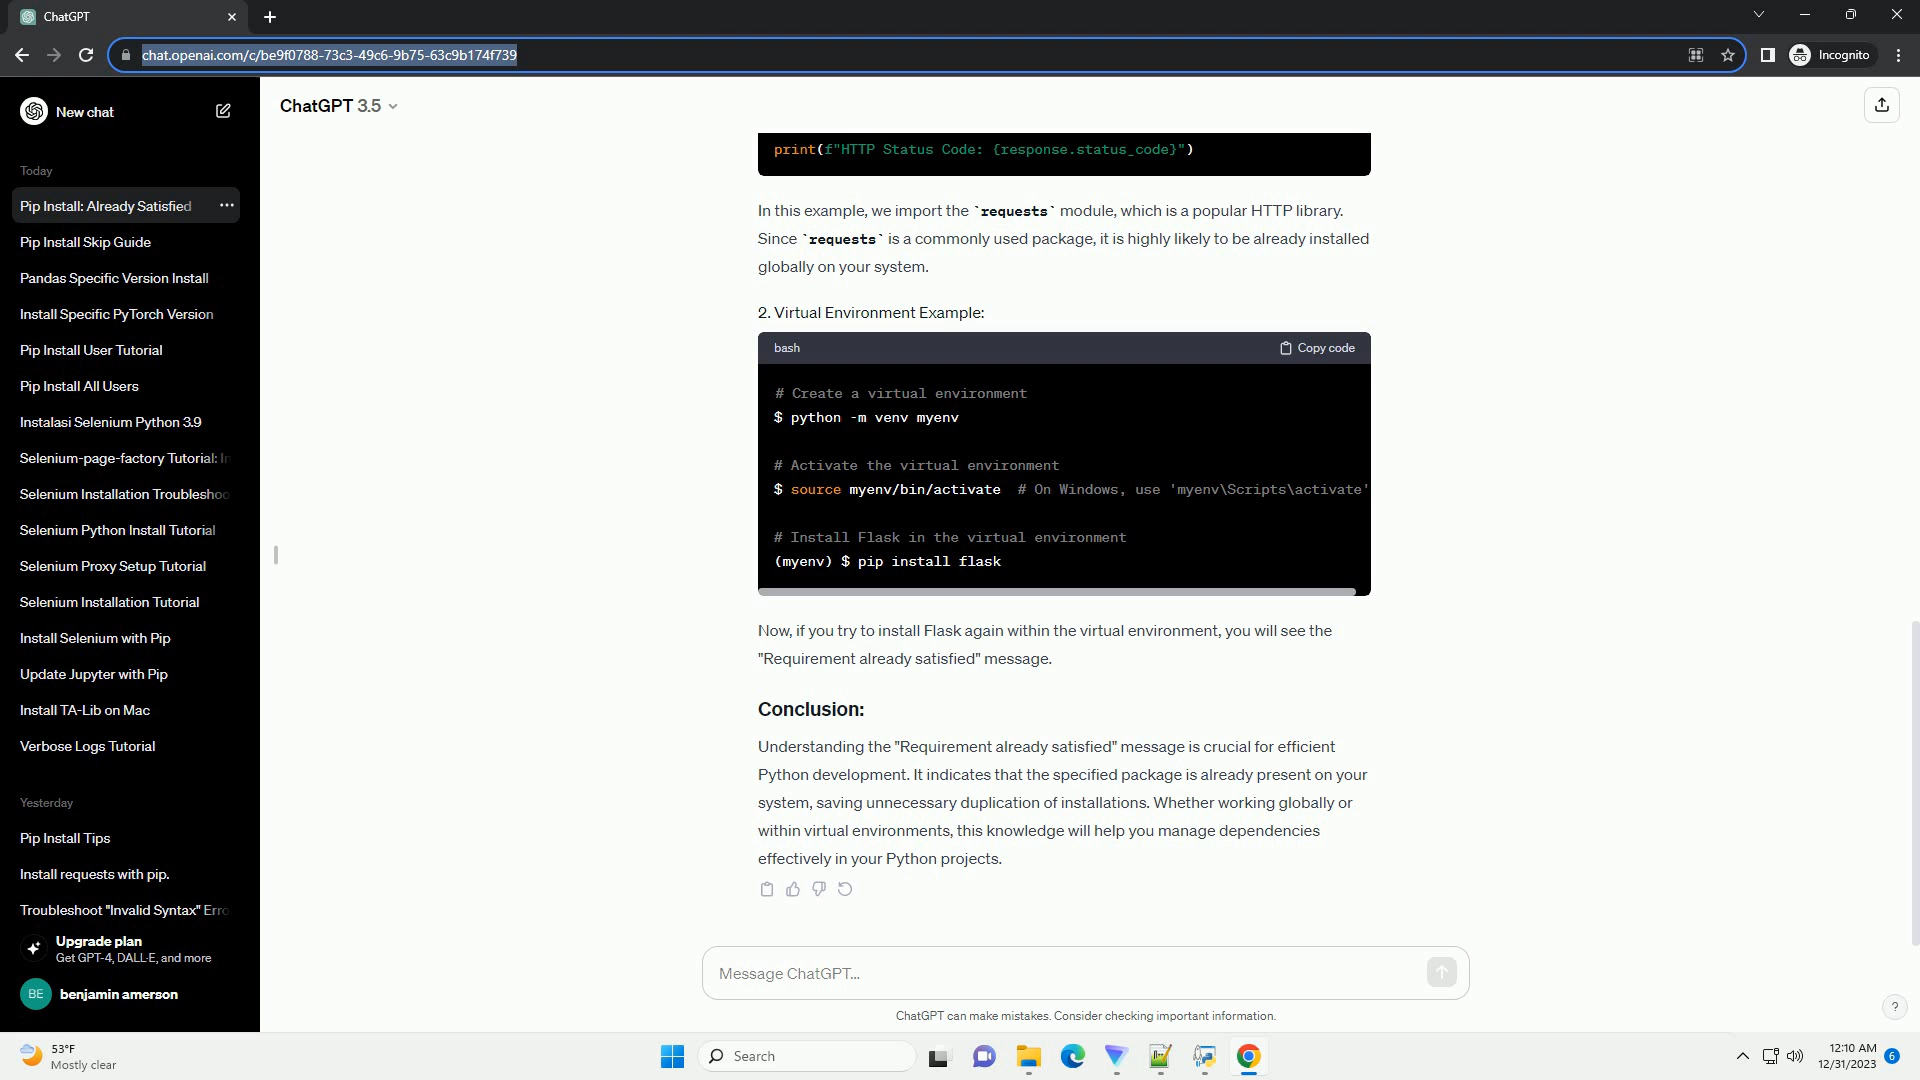 ChatGPT
chat.openai.com/c/be9f0788-73c3-49c6-9b75-63c9b174f739
Incognito
New chat
Today
Pip Install: Already Satisfied
Pip Install Skip Guide
Pandas Specific Version Install
Install Specific PyTorch Version
Pip Install User Tutorial
Pip Install All Users
Instalasi Selenium Python 3.9
Selenium-page-factory Tutorial: In
Selenium Installation Troubleshoo
Selenium Python Install Tutorial
Selenium Proxy Setup Tutorial
Selenium Installation Tutorial
Install Selenium with Pip
Update Jupyter with Pip
Install TA-Lib on Mac
Verbose Logs Tutorial
Yesterday
Pip Install Tips
Install requests with pip.
Troubleshoot "Invalid Syntax" Erro
Upgrade plan
Get GPT-4, DALL·E, and more
BE benjamin amerson
ChatGPT 3.5
print(f"HTTP Status Code: {response.status_code}")
In this example, we import the `requests` module, which is a popular HTTP library.
Since `requests` is a commonly used package, it is highly likely to be already installed
globally on your system.
2. Virtual Environment Example:
bash Copy code
# Create a virtual environment
$ python -m venv myenv
# Activate the virtual environment
$ source myenv/bin/activate  # On Windows, use 'myenv\Scripts\activate'
# Install Flask in the virtual environment
(myenv) $ pip install flask
Now, if you try to install Flask again within the virtual environment, you will see the
"Requirement already satisfied" message.
Conclusion:
Understanding the "Requirement already satisfied" message is crucial for efficient
Python development. It indicates that the specified package is already present on your
system, saving unnecessary duplication of installations. Whether working globally or
within virtual environments, this knowledge will help you manage dependencies
effectively in your Python projects.
Message ChatGPT...
ChatGPT can make mistakes. Consider checking important information.
?
53°F
Mostly clear
Search
12:10 AM
12/31/2023
6